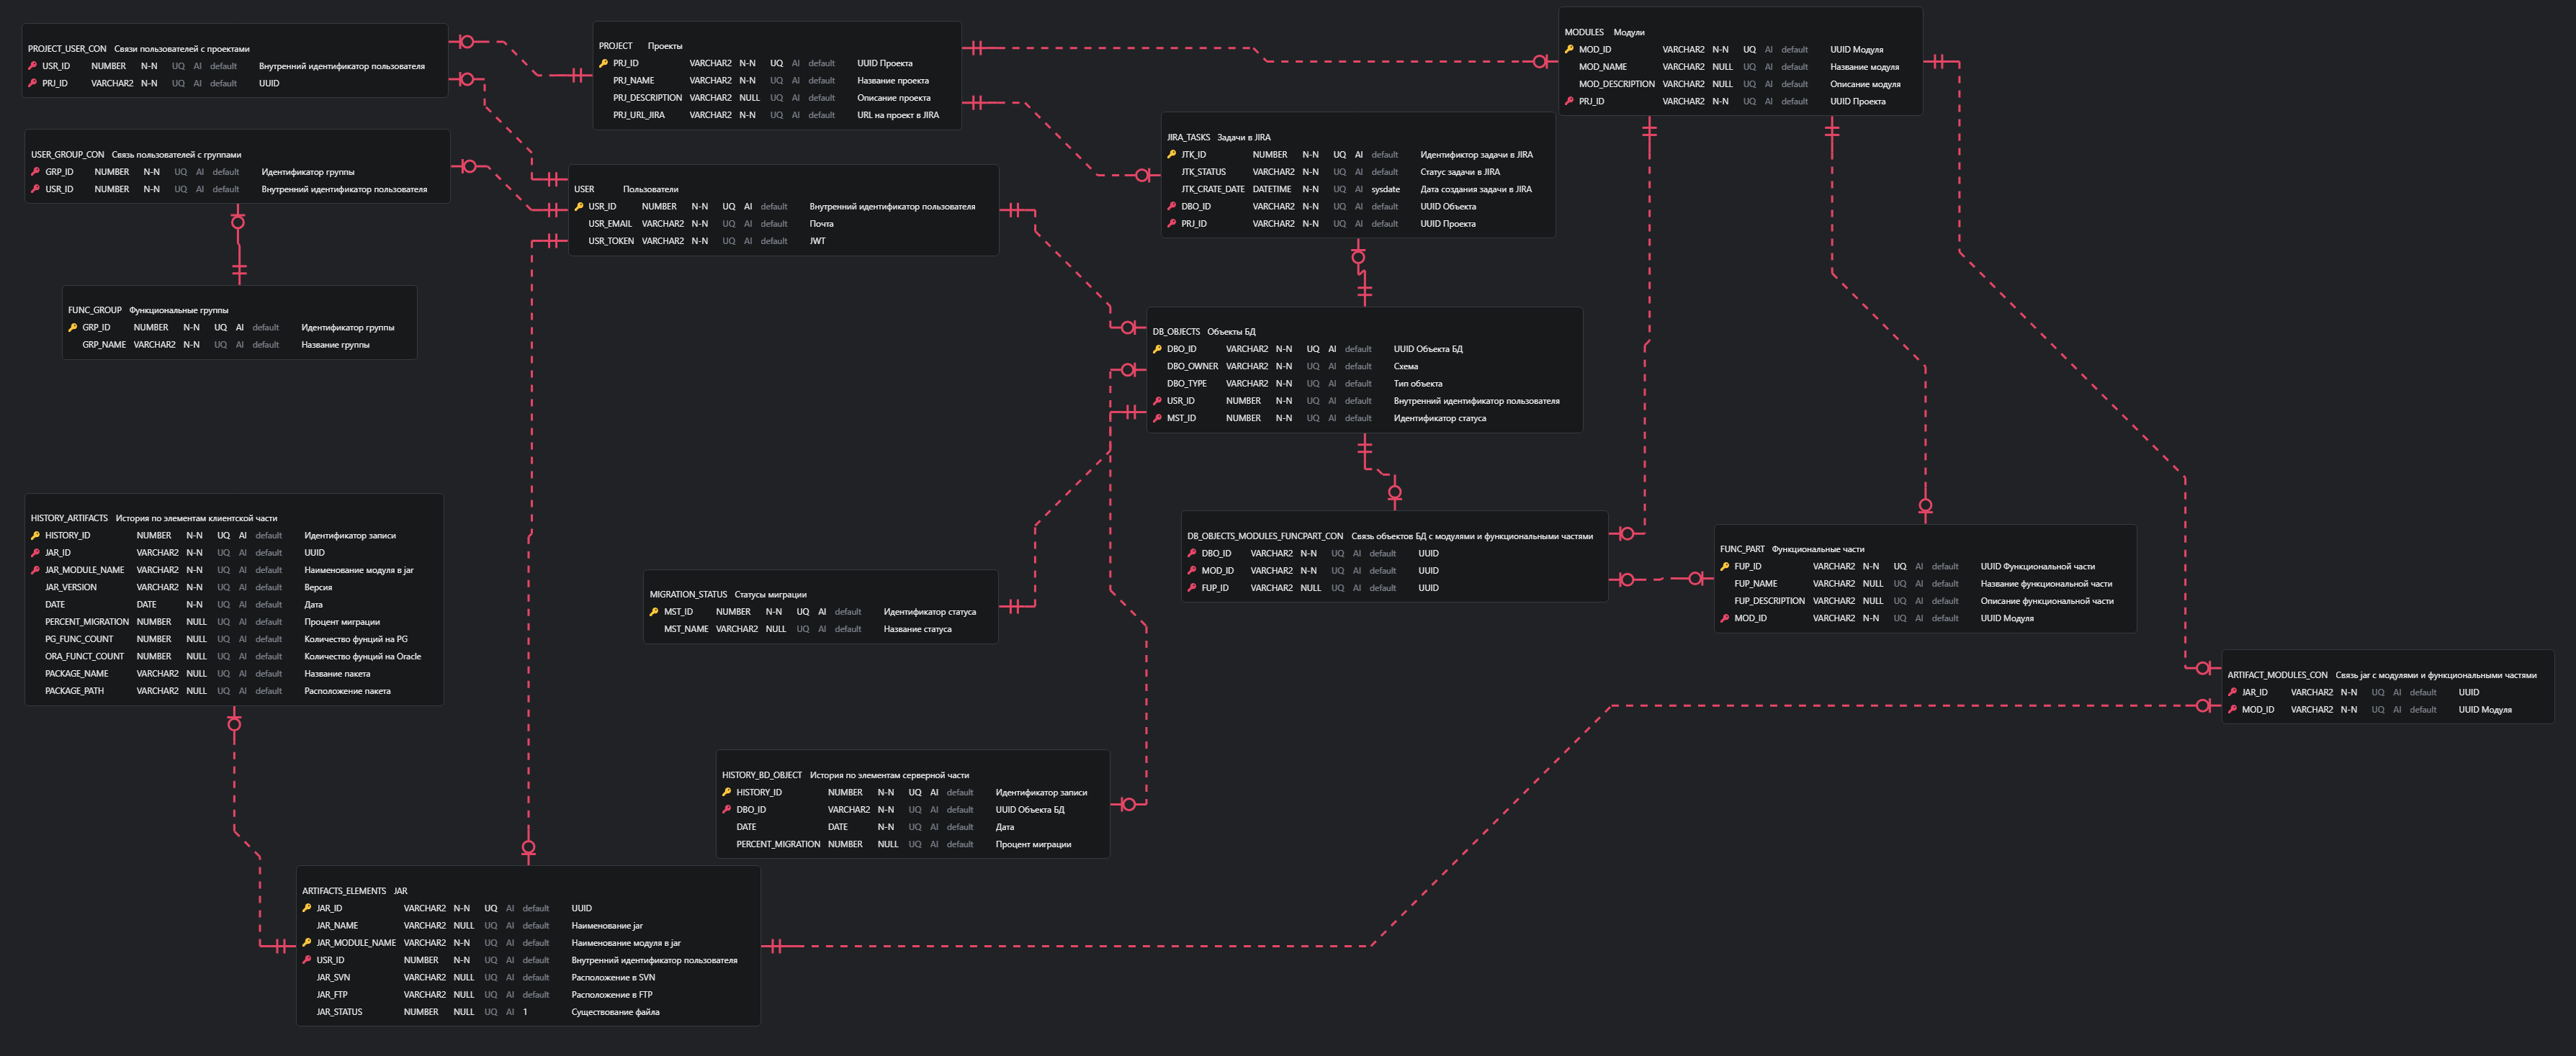 PROJECT_USER_CON Связи пользователей с проектами
USR_ID NUMBER N-N UQ AI default Внутренний идентификатор пользователя
PRJ_ID VARCHAR2 N-N UQ AI default UUID
PROJECT Проекты
PRJ_ID VARCHAR2 N-N UQ AI default UUID Проекта
PRJ_NAME VARCHAR2 N-N UQ AI default Название проекта
PRJ_DESCRIPTION VARCHAR2 NULL UQ AI default Описание проекта
PRJ_URL_JIRA VARCHAR2 N-N UQ AI default URL на проект в JIRA
MODULES Модули
MOD_ID VARCHAR2 N-N UQ AI default UUID Модуля
MOD_NAME VARCHAR2 NULL UQ AI default Название модуля
MOD_DESCRIPTION VARCHAR2 NULL UQ AI default Описание модуля
PRJ_ID VARCHAR2 N-N UQ AI default UUID Проекта
USER_GROUP_CON Связь пользователей с группами
GRP_ID NUMBER N-N UQ AI default Идентификатор группы
USR_ID NUMBER N-N UQ AI default Внутренний идентификатор пользователя
USER Пользователи
USR_ID NUMBER N-N UQ AI default Внутренний идентификатор пользователя
USR_EMAIL VARCHAR2 N-N UQ AI default Почта
USR_TOKEN VARCHAR2 N-N UQ AI default JWT
JIRA_TASKS Задачи в JIRA
JTK_ID NUMBER N-N UQ AI default Идентификтор задачи в JIRA
JTK_STATUS VARCHAR2 N-N UQ AI default Статус задачи в JIRA
JTK_CRATE_DATE DATETIME N-N UQ AI sysdate Дата создания задачи в JIRA
DBO_ID VARCHAR2 N-N UQ AI default UUID Объекта
PRJ_ID VARCHAR2 N-N UQ AI default UUID Проекта
FUNC_GROUP Функциональные группы
GRP_ID NUMBER N-N UQ AI default Идентификатор группы
GRP_NAME VARCHAR2 N-N UQ AI default Название группы
DB_OBJECTS Объекты БД
DBO_ID VARCHAR2 N-N UQ AI default UUID Объекта БД
DBO_OWNER VARCHAR2 N-N UQ AI default Схема
DBO_TYPE VARCHAR2 N-N UQ AI default Тип объекта
USR_ID NUMBER N-N UQ AI default Внутренний идентификатор пользователя
MST_ID NUMBER N-N UQ AI default Идентификатор статуса
HISTORY_ARTIFACTS История по элементам клиентской части
HISTORY_ID NUMBER N-N UQ AI default Идентификатор записи
JAR_ID VARCHAR2 N-N UQ AI default UUID
JAR_MODULE_NAME VARCHAR2 N-N UQ AI default Наименование модуля в jar
JAR_VERSION VARCHAR2 N-N UQ AI default Версия
DATE DATE N-N UQ AI default Дата
PERCENT_MIGRATION NUMBER NULL UQ AI default Процент миграции
PG_FUNC_COUNT NUMBER NULL UQ AI default Количество фунций на PG
ORA_FUNCT_COUNT NUMBER NULL UQ AI default Количество фунций на Oracle
PACKAGE_NAME VARCHAR2 NULL UQ AI default Название пакета
PACKAGE_PATH VARCHAR2 NULL UQ AI default Расположение пакета
DB_OBJECTS_MODULES_FUNCPART_CON Связь объектов БД с модулями и функциональными частями
DBO_ID VARCHAR2 N-N UQ AI default UUID
MOD_ID VARCHAR2 N-N UQ AI default UUID
FUP_ID VARCHAR2 NULL UQ AI default UUID
FUNC_PART Функциональные части
FUP_ID VARCHAR2 N-N UQ AI default UUID Функциональной части
FUP_NAME VARCHAR2 NULL UQ AI default Название функциональной части
FUP_DESCRIPTION VARCHAR2 NULL UQ AI default Описание функциональной части
MOD_ID VARCHAR2 N-N UQ AI default UUID Модуля
MIGRATION_STATUS Статусы миграции
MST_ID NUMBER N-N UQ AI default Идентификатор статуса
MST_NAME VARCHAR2 NULL UQ AI default Название статуса
ARTIFACT_MODULES_CON Связь jar с модулями и функциональными частями
JAR_ID VARCHAR2 N-N UQ AI default UUID
MOD_ID VARCHAR2 N-N UQ AI default UUID Модуля
HISTORY_BD_OBJECT История по элементам серверной части
HISTORY_ID NUMBER N-N UQ AI default Идентификатор записи
DBO_ID VARCHAR2 N-N UQ AI default UUID Объекта БД
DATE DATE N-N UQ AI default Дата
PERCENT_MIGRATION NUMBER NULL UQ AI default Процент миграции
ARTIFACTS_ELEMENTS JAR
JAR_ID VARCHAR2 N-N UQ AI default UUID
JAR_NAME VARCHAR2 NULL UQ AI default Наименование jar
JAR_MODULE_NAME VARCHAR2 N-N UQ AI default Наименование модуля в jar
USR_ID NUMBER N-N UQ AI default Внутренний идентификатор пользователя
JAR_SVN VARCHAR2 NULL UQ AI default Расположение в SVN
JAR_FTP VARCHAR2 NULL UQ AI default Расположение в FTP
JAR_STATUS NUMBER NULL UQ AI 1 Существование файла